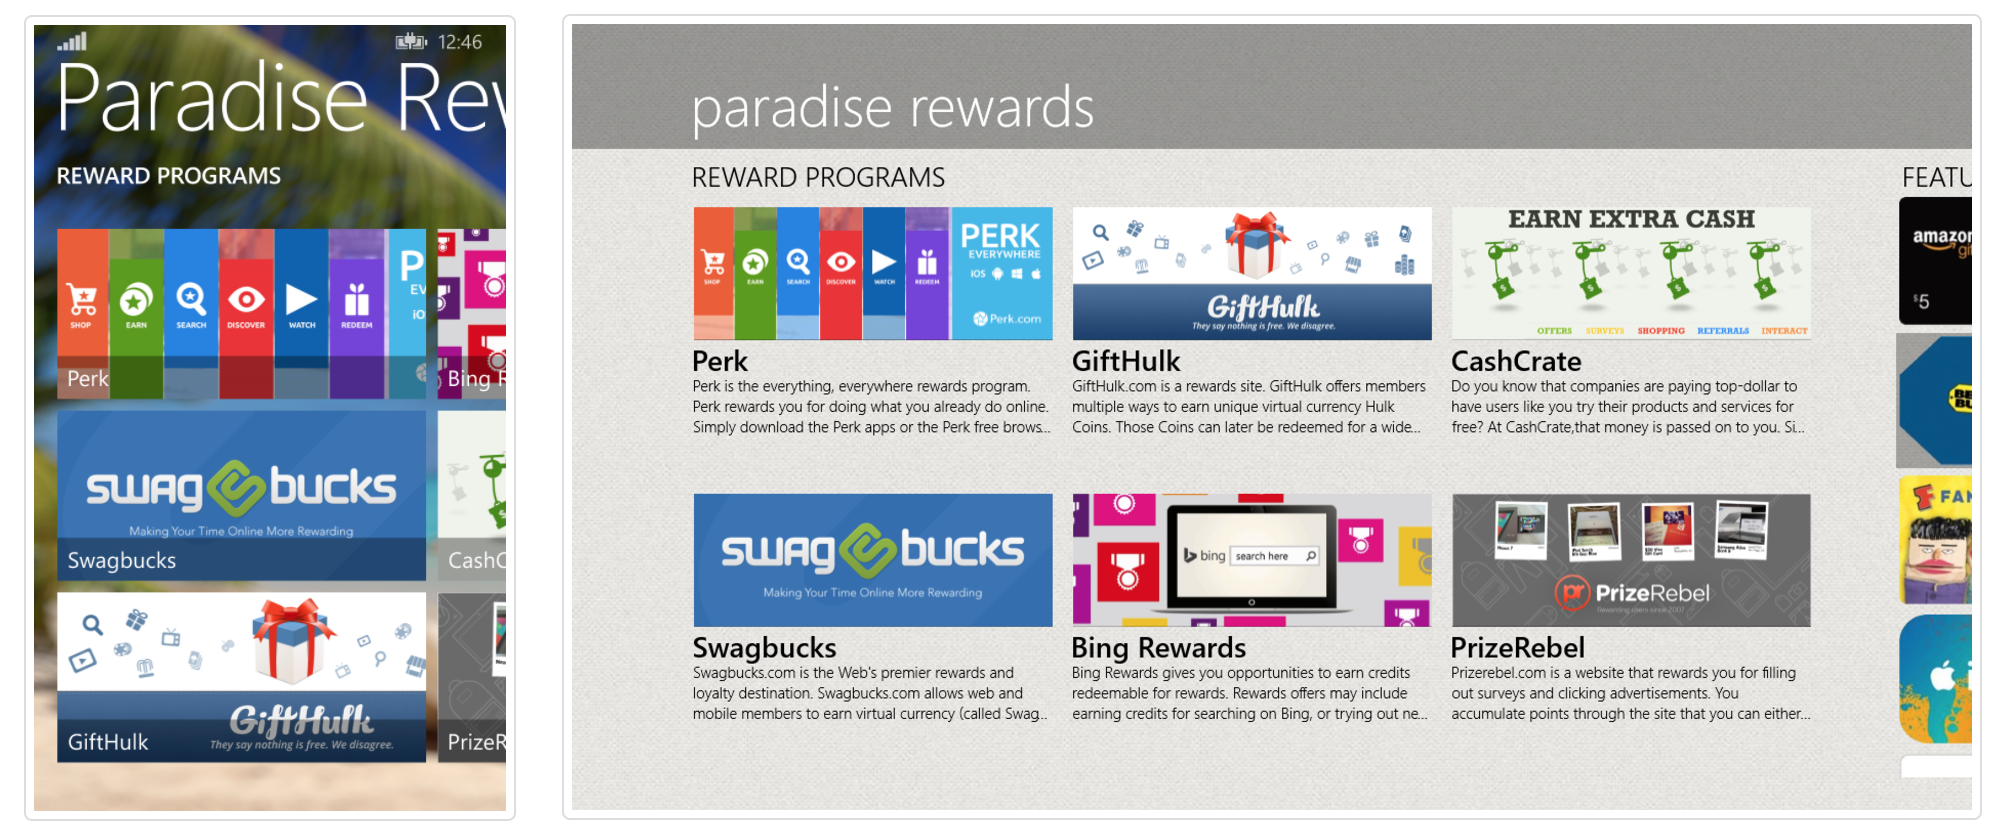 12:46
Paradise Rew
REWARD PROGRAMS
SHOP
EARN
SEARCH
DISCOVER
WATCH
REDEEM
P
EV
iO
Perk
Bing R
swagbucks
Making Your Time Online More Rewarding
Swagbucks
CashC
GiftHulk
They say nothing is free. We disagree.
GiftHulk
PrizeR
paradise rewards
REWARD PROGRAMS
FEATU
SHOP
EARN
SEARCH
DISCOVER
WATCH
REDEEM
PERK
EVERYWHERE
iOS
Perk.com
GiftHulk
They say nothing is free. We disagree.
EARN EXTRA CASH
$ $ $ $
OFFERS SURVEYS SHOPPING REFERRALS INTERACT
amazon
gi
$5
Perk
Perk is the everything, everywhere rewards program.
Perk rewards you for doing what you already do online.
Simply download the Perk apps or the Perk free brows...
GiftHulk
GiftHulk.com is a rewards site. GiftHulk offers members
multiple ways to earn unique virtual currency Hulk
Coins. Those Coins can later be redeemed for a wide...
CashCrate
Do you know that companies are paying top-dollar to
have users like you try their products and services for
free? At CashCrate,that money is passed on to you. Si...
BE
BU
swagbucks
Making Your Time Online More Rewarding
bing
search here
pr PrizeRebel
Rewarding users since 2007
F FAN
Swagbucks
Swagbucks.com is the Web's premier rewards and
loyalty destination. Swagbucks.com allows web and
mobile members to earn virtual currency (called Swag...
Bing Rewards
Bing Rewards gives you opportunities to earn credits
redeemable for rewards. Rewards offers may include
earning credits for searching on Bing, or trying out ne...
PrizeRebel
Prizerebel.com is a website that rewards you for filling
out surveys and clicking advertisements. You
accumulate points through the site that you can either...